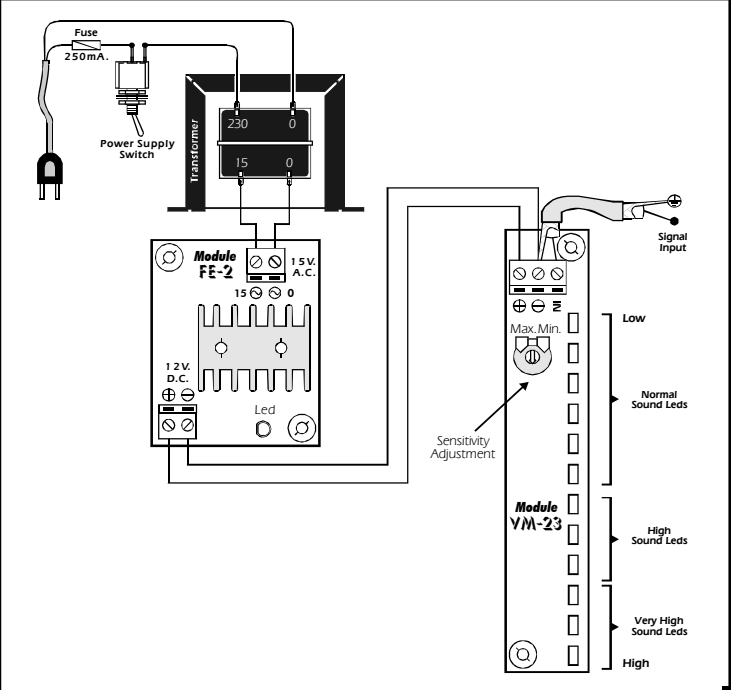 Fuse
250mA.
Power Supply
Switch
Transformer
230 0
15 0
Module
FE-2
15V.
A.C.
15 0
12V.
D.C.
Led
Signal
Input
IN
Max. Min.
Sensitivity
Adjustment
Module
VM-23
Low
Normal
Sound Leds
High
Sound Leds
Very High
Sound Leds
High